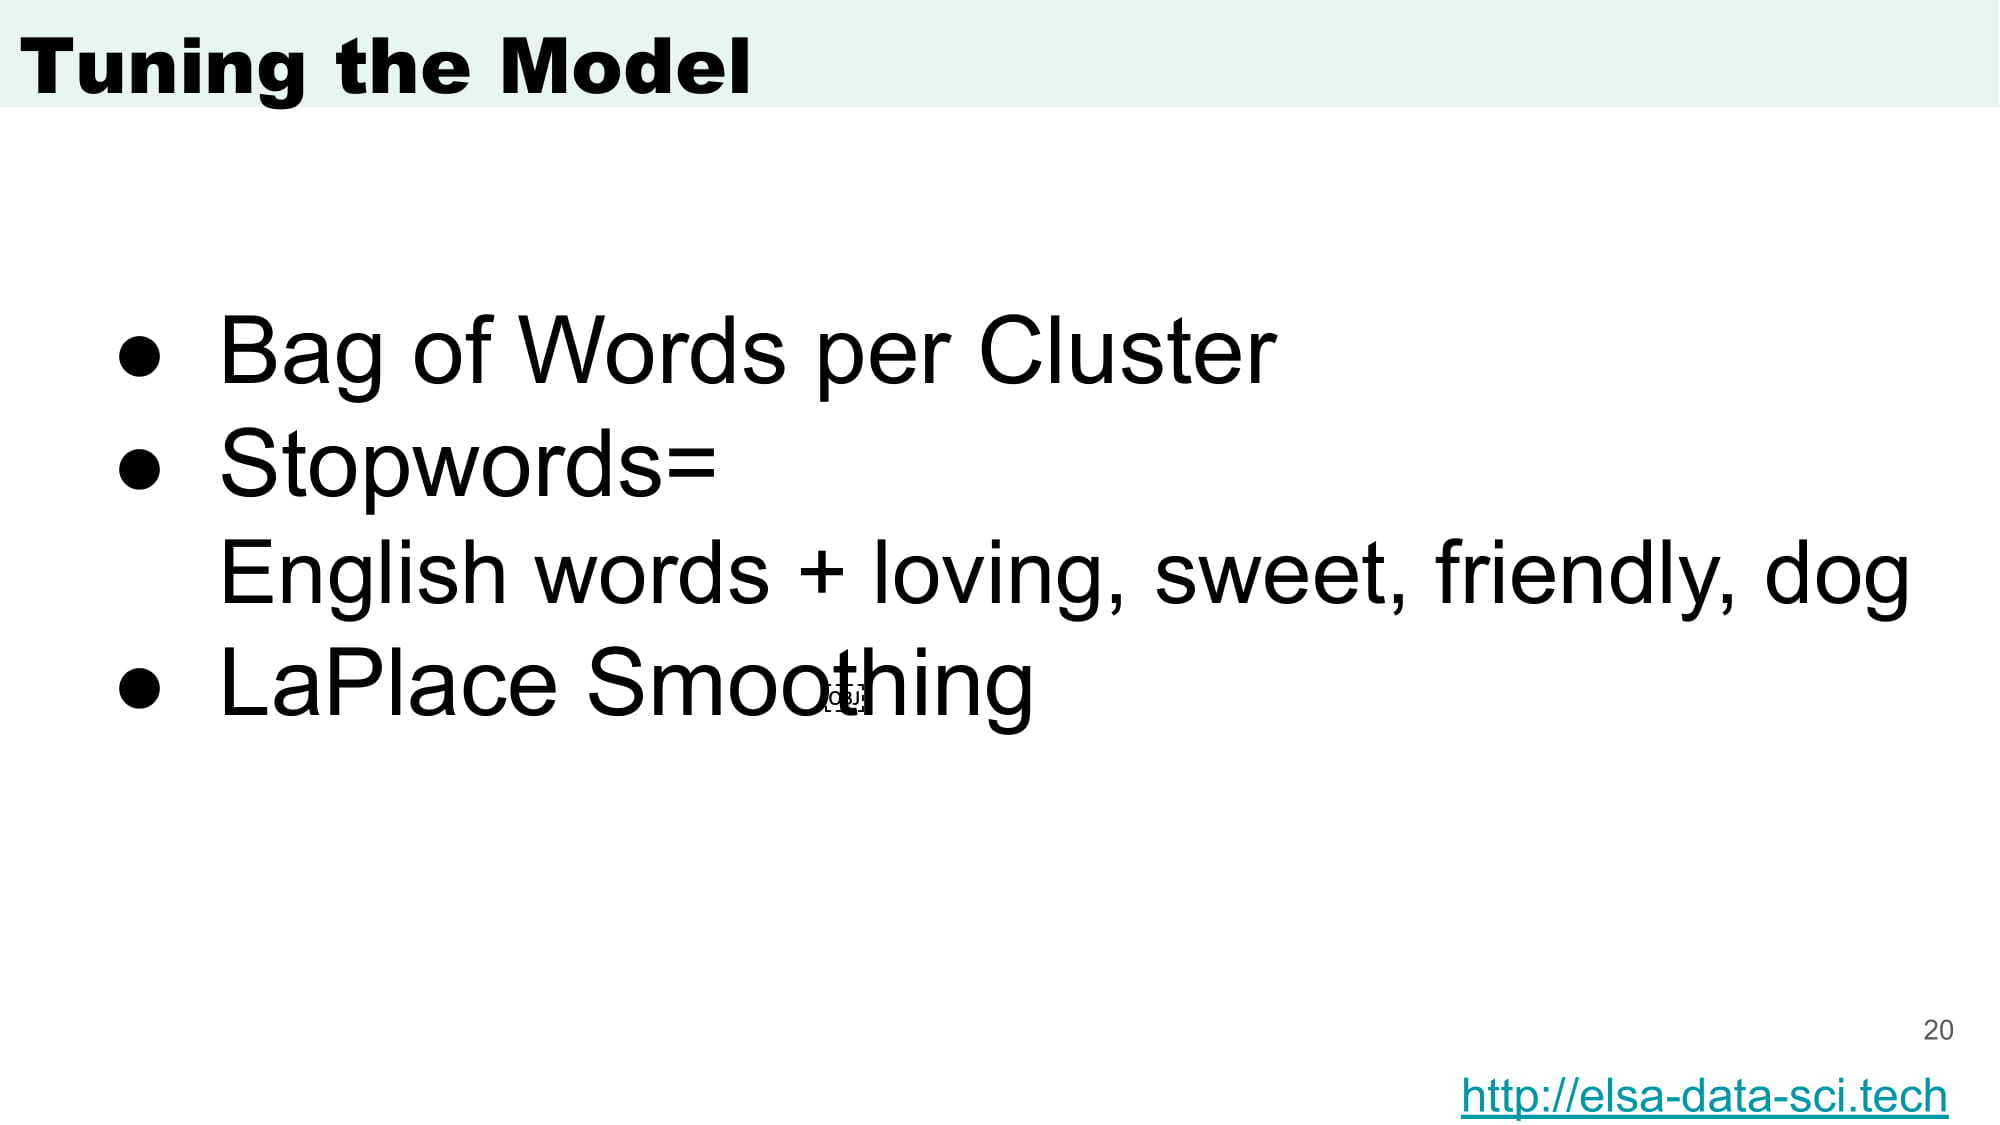 Tuning the Model
● Bag of Words per Cluster
● Stopwords=
English words + loving, sweet, friendly, dog
● LaPlace Smoothing
OBJ
20
http://elsa-data-sci.tech